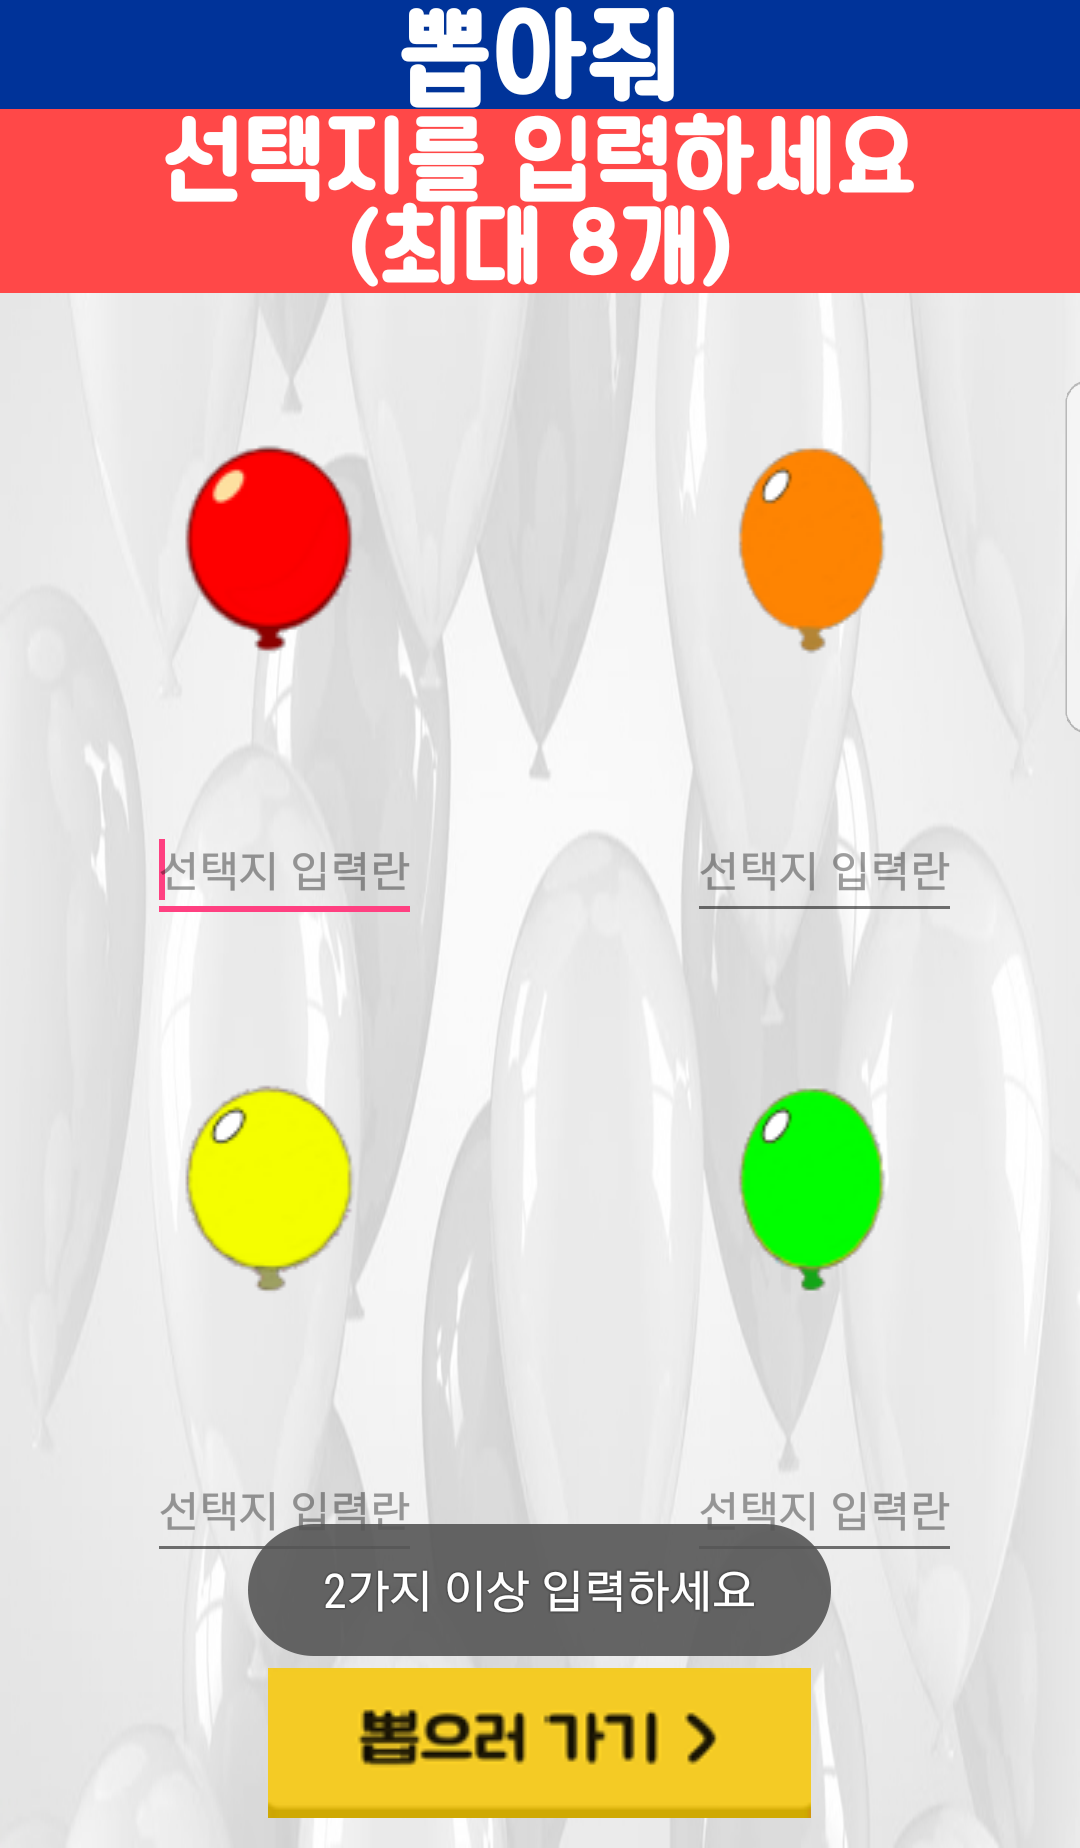 뽑아줘
선택지를 입력하세요
(최대 8개)
선택지 입력란
선택지 입력란
선택지 입력란
선택지 입력란
2가지 이상 입력하세요
뽑으러 가기 >